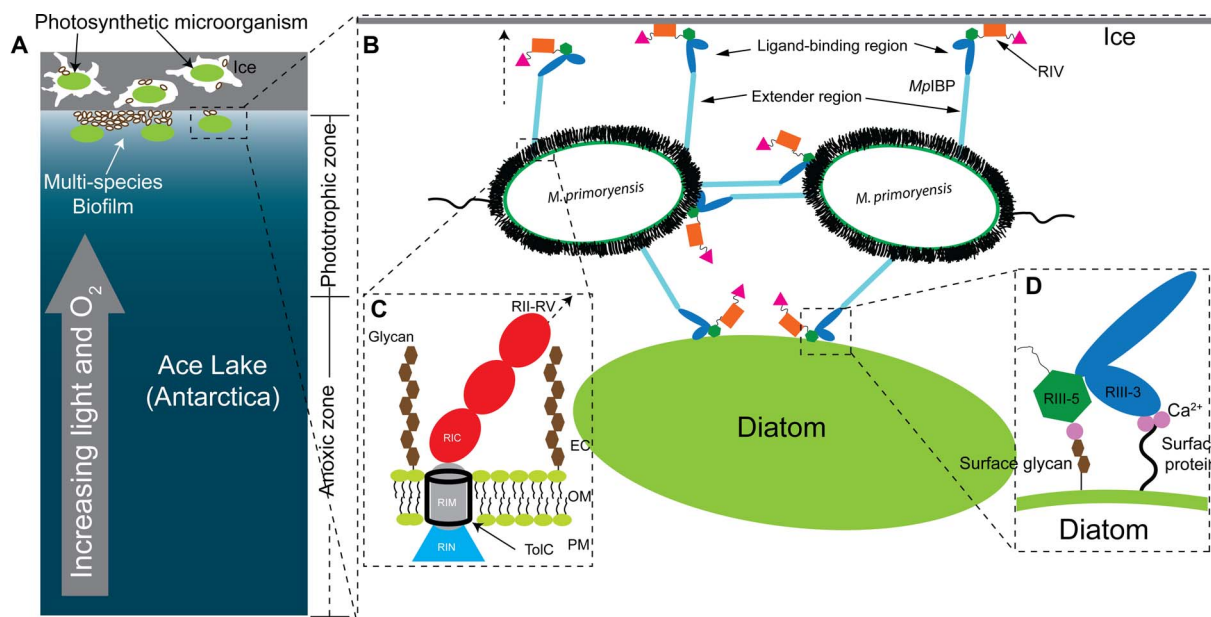 A
Photosynthetic microorganism
Ice
Multi-species
Biofilm
Increasing light and O2
Ace Lake
(Antarctica)
Phototrophic zone
Anoxic zone
B
Ice
Ligand-binding region
RIV
MpIBP
Extender region
M. primoryensis
M. primoryensis
Diatom
C
RII-RV
Glycan
RIC
EC
RIM
OM
TolC
PM
RIN
D
RIII-5
RIII-3
Ca2+
Surface glycan
Surfac
protein
Diatom